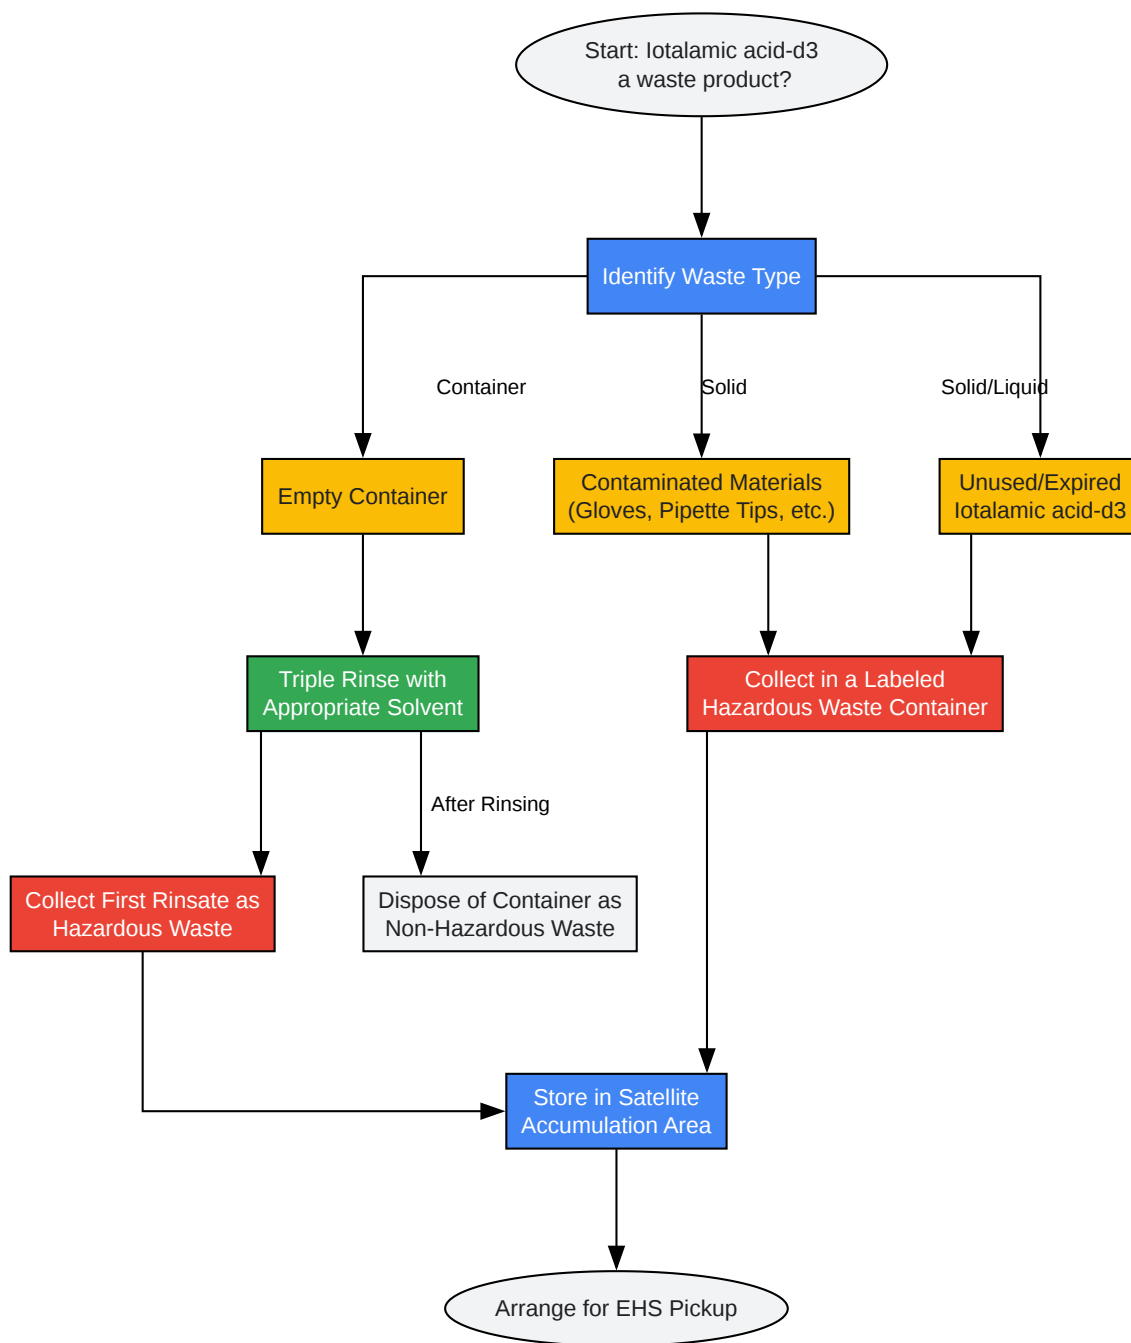 Start: Iotalamic acid-d3
a waste product?
Identify Waste Type
Container
Solid
Solid/Liquid
Empty Container
Contaminated Materials
(Gloves, Pipette Tips, etc.)
Unused/Expired
Iotalamic acid-d3
Triple Rinse with
Appropriate Solvent
Collect in a Labeled
Hazardous Waste Container
After Rinsing
Collect First Rinsate as
Hazardous Waste
Dispose of Container as
Non-Hazardous Waste
Store in Satellite
Accumulation Area
Arrange for EHS Pickup